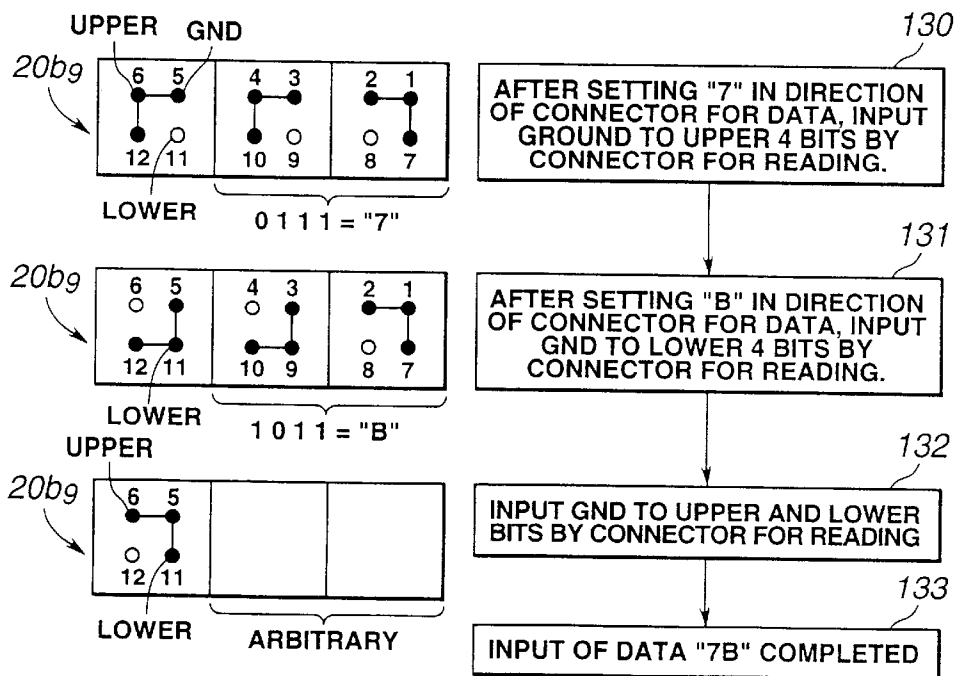 UPPER GND
20b9
6 5 4 3 2 1
12 11 10 9 8 7
LOWER
0 1 1 1 = "7"
130
AFTER SETTING "7" IN DIRECTION
OF CONNECTOR FOR DATA, INPUT
GROUND TO UPPER 4 BITS BY
CONNECTOR FOR READING.
20b9
6 5 4 3 2 1
12 11 10 9 8 7
LOWER
1 0 1 1 = "B"
131
AFTER SETTING "B" IN DIRECTION
OF CONNECTOR FOR DATA, INPUT
GND TO LOWER 4 BITS BY
CONNECTOR FOR READING.
UPPER
20b9
6 5
12 11
LOWER
ARBITRARY
132
INPUT GND TO UPPER AND LOWER
BITS BY CONNECTOR FOR READING
133
INPUT OF DATA "7B" COMPLETED